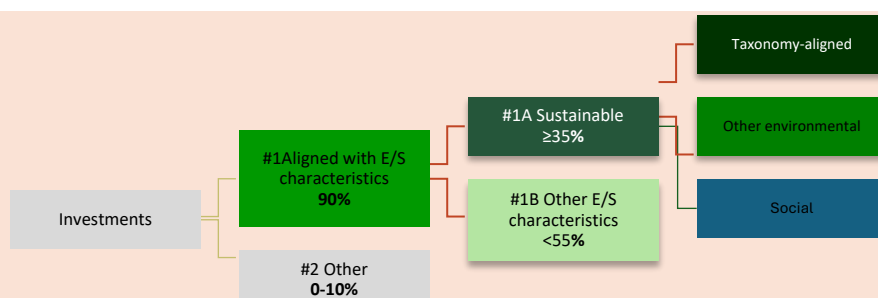 Taxonomy-aligned
#1A Sustainable
≥35%
Other environmental
#1Aligned with E/S
characteristics
90%
#1B Other E/S
characteristics
<55%
Social
Investments
#2 Other
0-10%